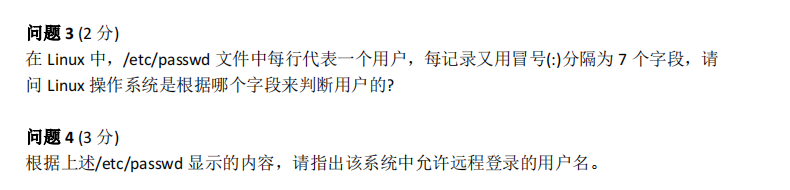 问题 3 (2 分)
在 Linux 中，/etc/passwd 文件中每行代表一个用户，每记录又用冒号(:)分隔为 7 个字段，请
问 Linux 操作系统是根据哪个字段来判断用户的?
问题 4 (3 分)
根据上述/etc/passwd 显示的内容，请指出该系统中允许远程登录的用户名。